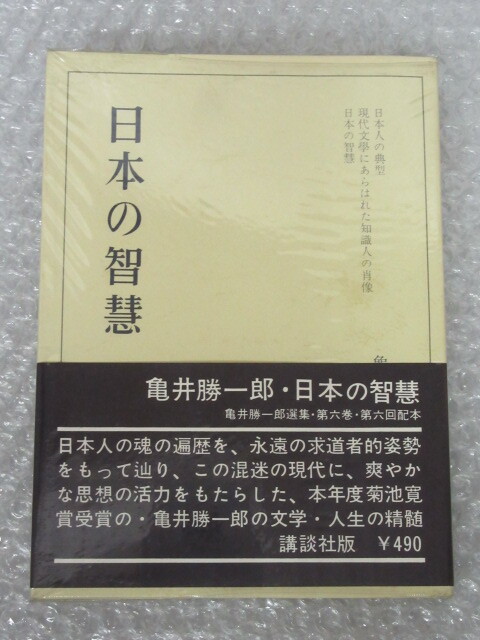 日本人の典型
現代文學にあらはれた知識人の肖像
日本の智慧
日本の智慧
亀井勝一郎・日本の智慧
亀井勝一郎選集・第六巻・第六回配本
日本人の魂の遍歴を、永遠の求道者的姿勢
をもって辿り、この混迷の現代に、爽やか
な思想の活力をもたらした、本年度菊池寛
賞受賞の・亀井勝一郎の文学・人生の精髄
講談社版 ¥490